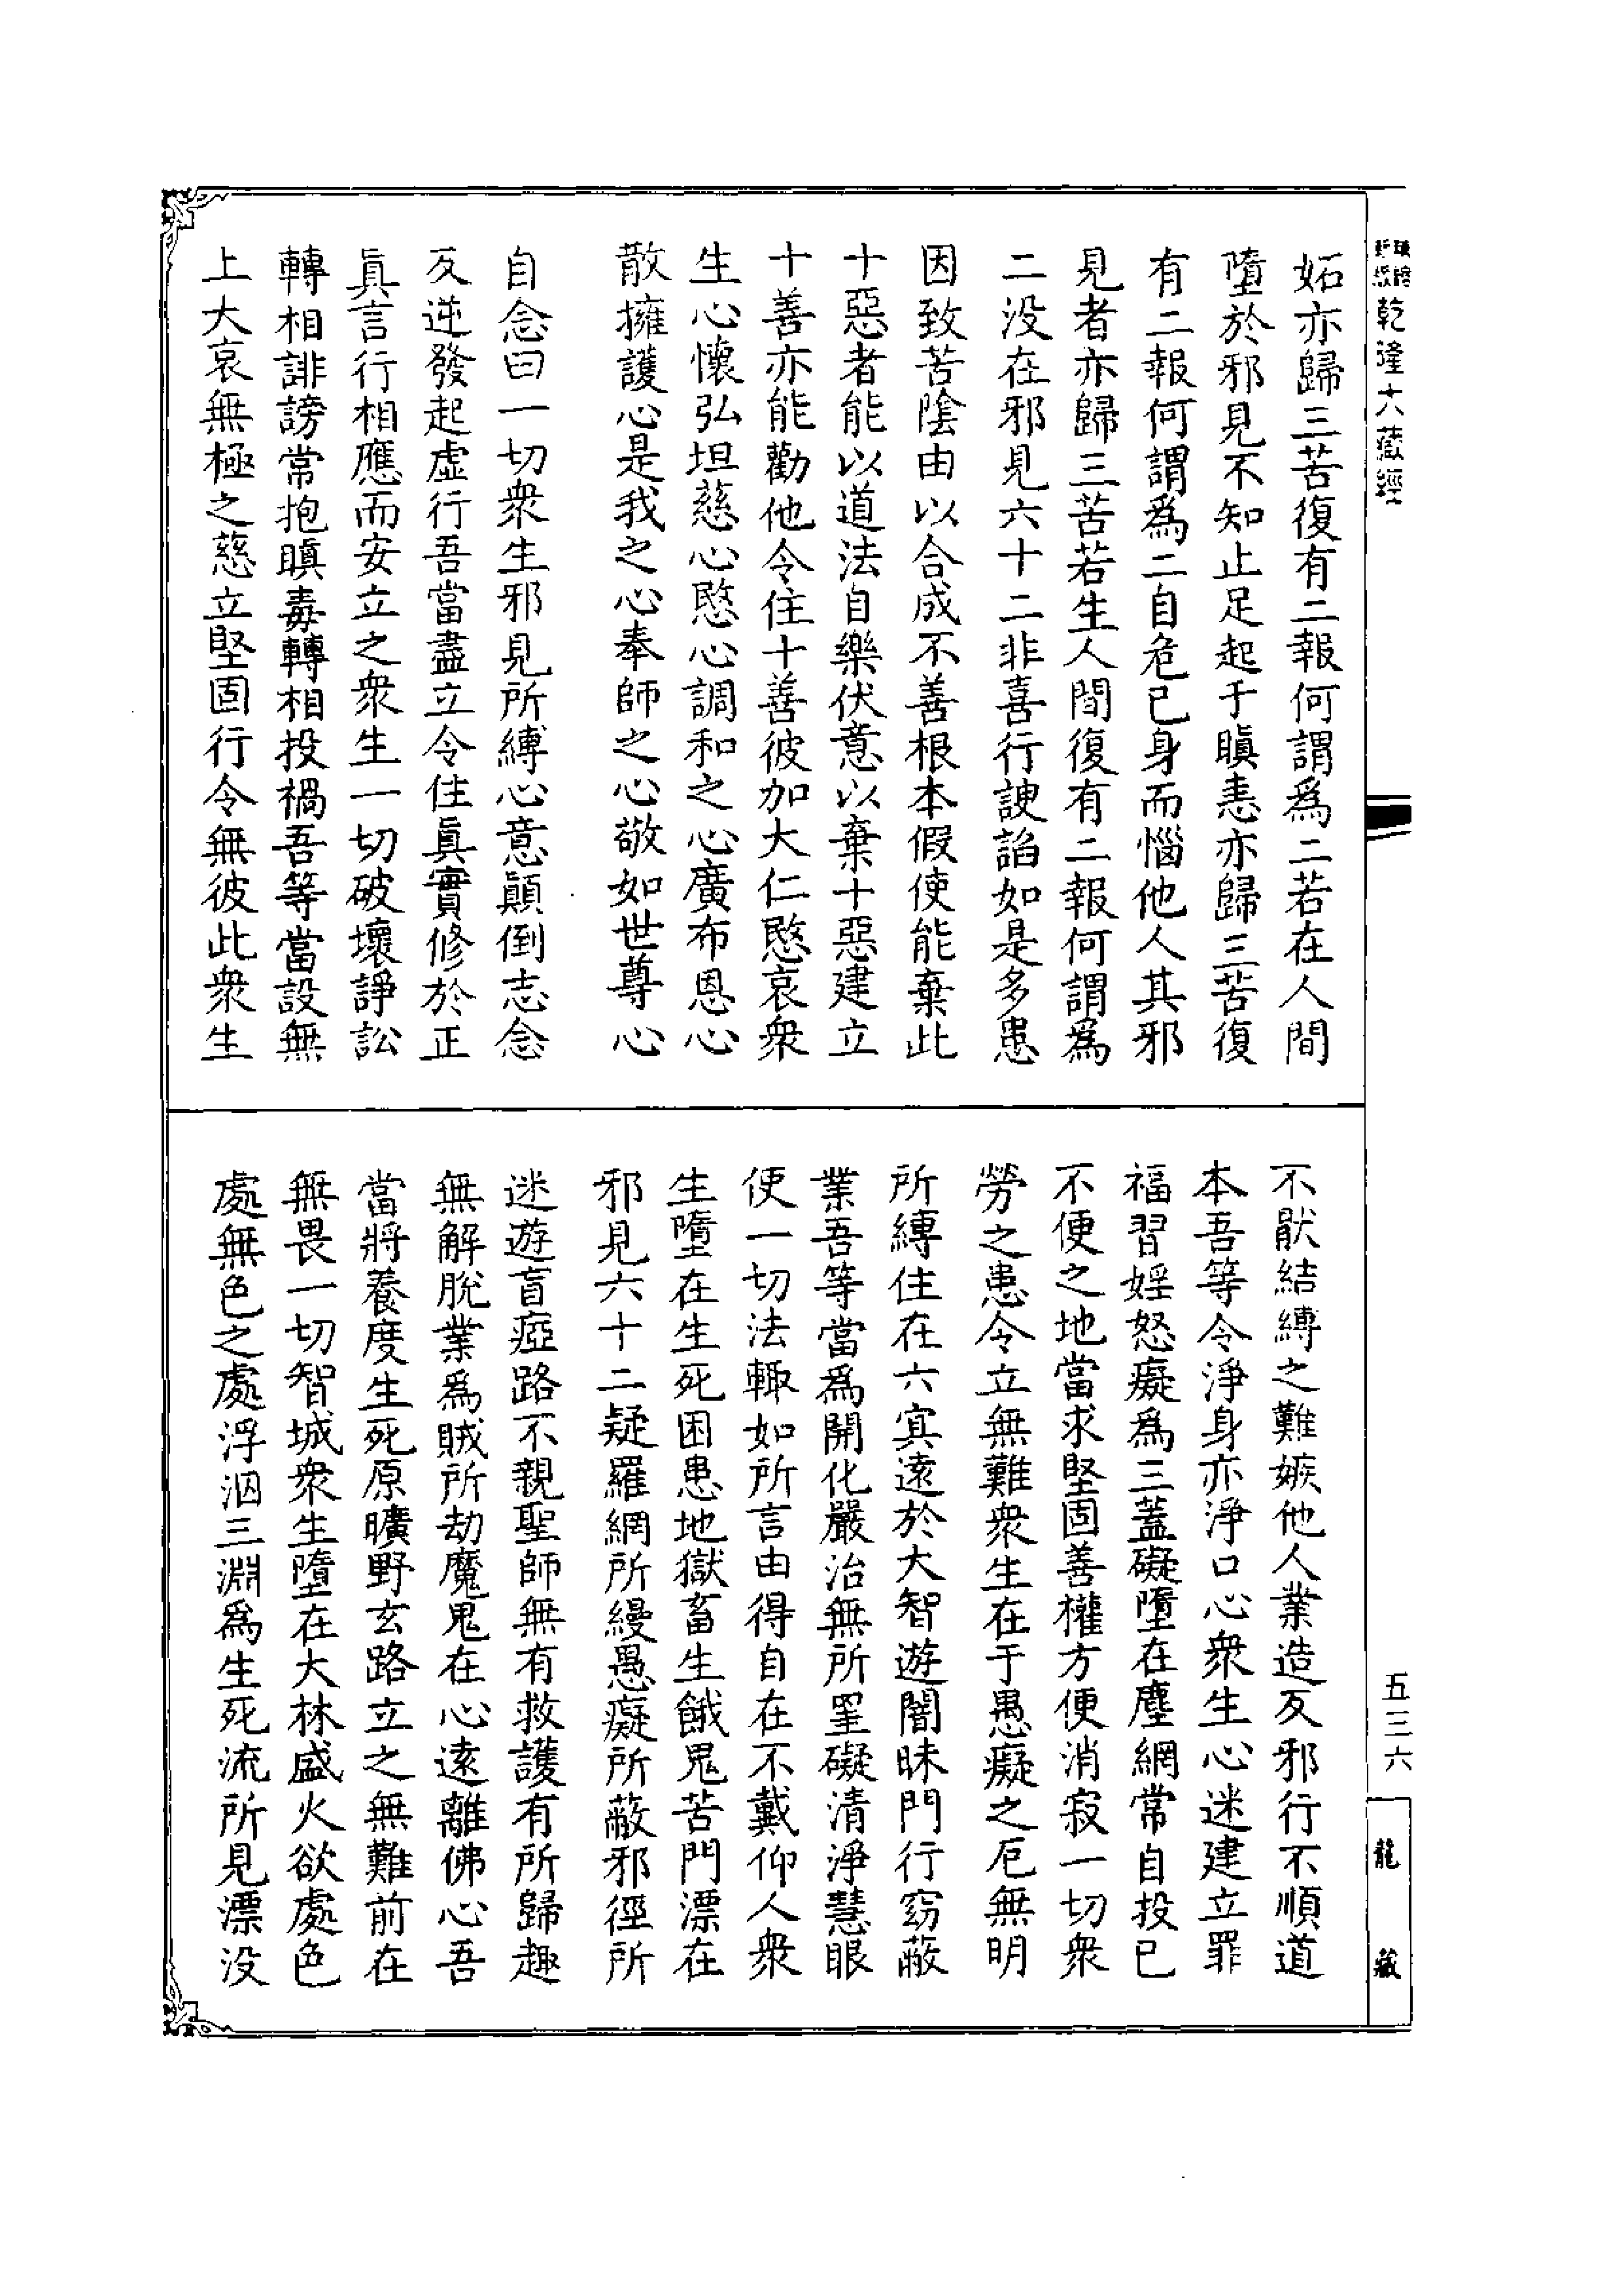 乾隆大藏經
妬亦歸三苦復有二報何謂爲二若在人間
墮於邪見不知止足起于瞋恚亦歸三苦復
有二報何謂爲二自危已身而惱他人其邪
見者亦歸三苦若生人間復有二報何謂爲
二没在邪見六十二非喜行諛諂如是多患
因致苦陰由以合成不善根本假使能棄此
十惡者能以道法自樂伏意以棄十惡建立
十善亦能勸他令住十善彼加大仁愍哀衆
生心懷弘坦慈心愍心調和之心廣布恩心
散擁護心是我之心奉師之心敬如世尊心
自念曰一切衆生邪見所縛心意顛倒志念
反逆發起虚行吾當盡立令住眞實修於正
眞言行相應而安立之衆生一切破壞諍訟
轉相誹謗常抱瞋毒轉相投禍吾等當設無
上大哀無極之慈立堅固行令無彼此衆生
不猒結縛之難嫉他人業造反邪行不順道
本吾等令淨身亦淨口心衆生心迷建立罪
福習婬怒癡爲三蓋礙墮在塵網常自投已
不便之地當求堅固善權方便消寂一切衆
勞之患令立無難衆生在于愚癡之厄無明
所縛住在六冥遠於大智遊闇昧門行窈蔽
業吾等當爲開化嚴治無所罣礙清淨慧眼
便一切法輙如所言由得自在不戴仰人衆
生墮在生死困患地獄畜生餓鬼苦門漂在
邪見六十二疑羅網所縵愚癡所蔽邪徑所
迷遊盲瘂路不親聖師無有救護有所歸趣
無解脫業爲賊所劫魔鬼在心遠離佛心吾
當將養度生死原曠野玄路立之無難前在
無畏一切智城衆生墮在大林盛火欲處色
處無色之處浮泅三淵爲生死流所見漂没
五三六
龍藏